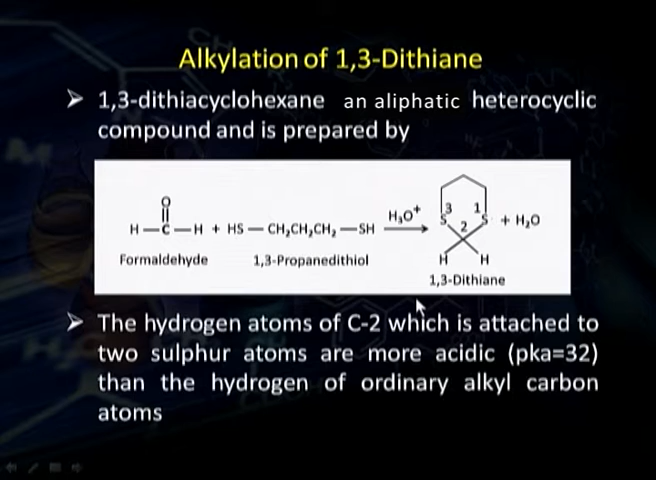 Alkylation of 1,3-Dithiane
➤ 1,3-dithiacyclohexane an aliphatic heterocyclic
compound and is prepared by
O
H—C—H + HS—CH₂CH₂CH₂—SH H₃O⁺ 3 1 S 2 S + H₂O
H H
Formaldehyde 1,3-Propanedithiol
1,3-Dithiane
➤ The hydrogen atoms of C-2 which is attached to
two sulphur atoms are more acidic (pka=32)
than the hydrogen of ordinary alkyl carbon
atoms